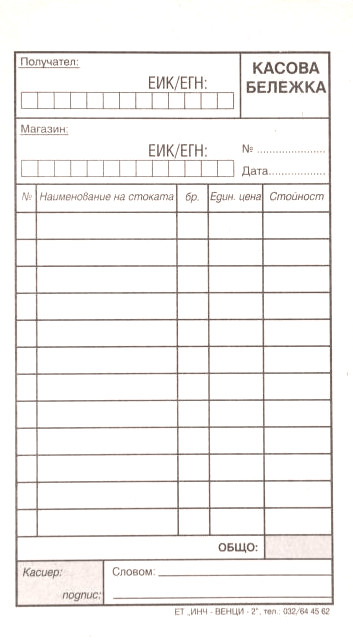 Получател:
ЕИК/ЕГН:
КАСОВА
БЕЛЕЖКА
Магазин:
ЕИК/ЕГН:
№ .....................
Дата..................
№ Наименование на стоката бр. Един. цена Стойност
ОБЩО:
Касиер:
подпис:
Словом:
ЕТ „ИНЧ - ВЕНЦИ - 2", тел.: 032/64 45 62